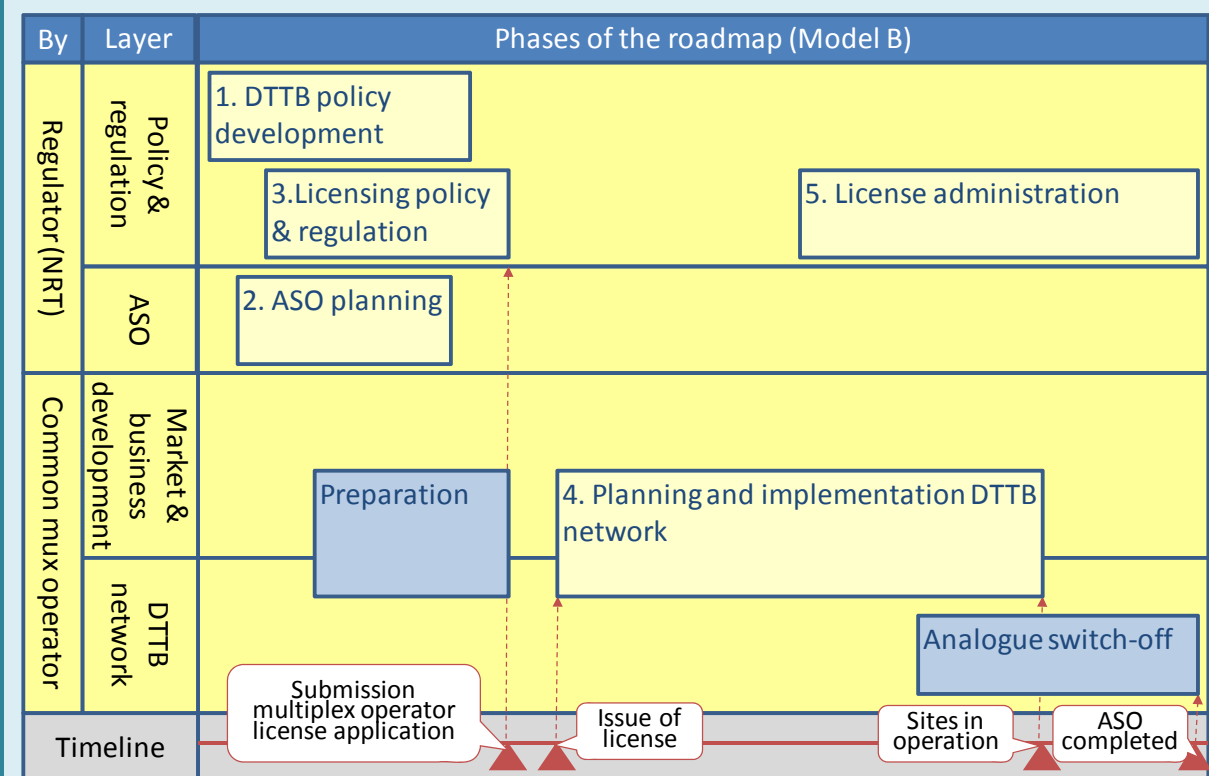 By
Layer
Phases of the roadmap (Model B)
Regulator (NRT)
Policy &
regulation
1. DTTB policy
development
3.Licensing policy
& regulation
5. License administration
ASO
2. ASO planning
Common mux operator
Market &
business
development
Preparation
4. Planning and implementation DTTB
network
DTTB
network
Analogue switch-off
Timeline
Submission
multiplex operator
license application
Issue of
license
Sites in
operation
ASO
completed